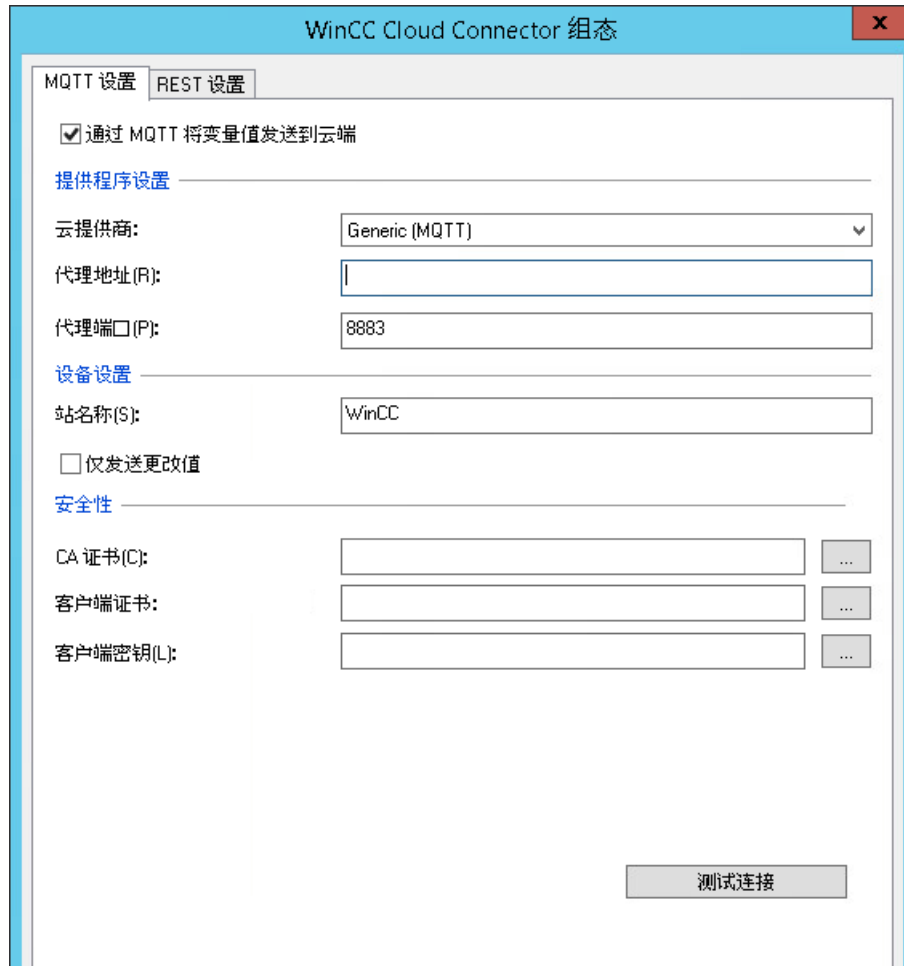 WinCC Cloud Connector 组态
x
MQTT 设置 REST 设置
通过 MQTT 将变量值发送到云端
提供程序设置
云提供商: Generic (MQTT)
代理地址(R):
代理端口(P): 8883
设备设置
站名称(S): WinCC
仅发送更改值
安全性
CA 证书(C): ...
客户端证书: ...
客户端密钥(L): ...
测试连接